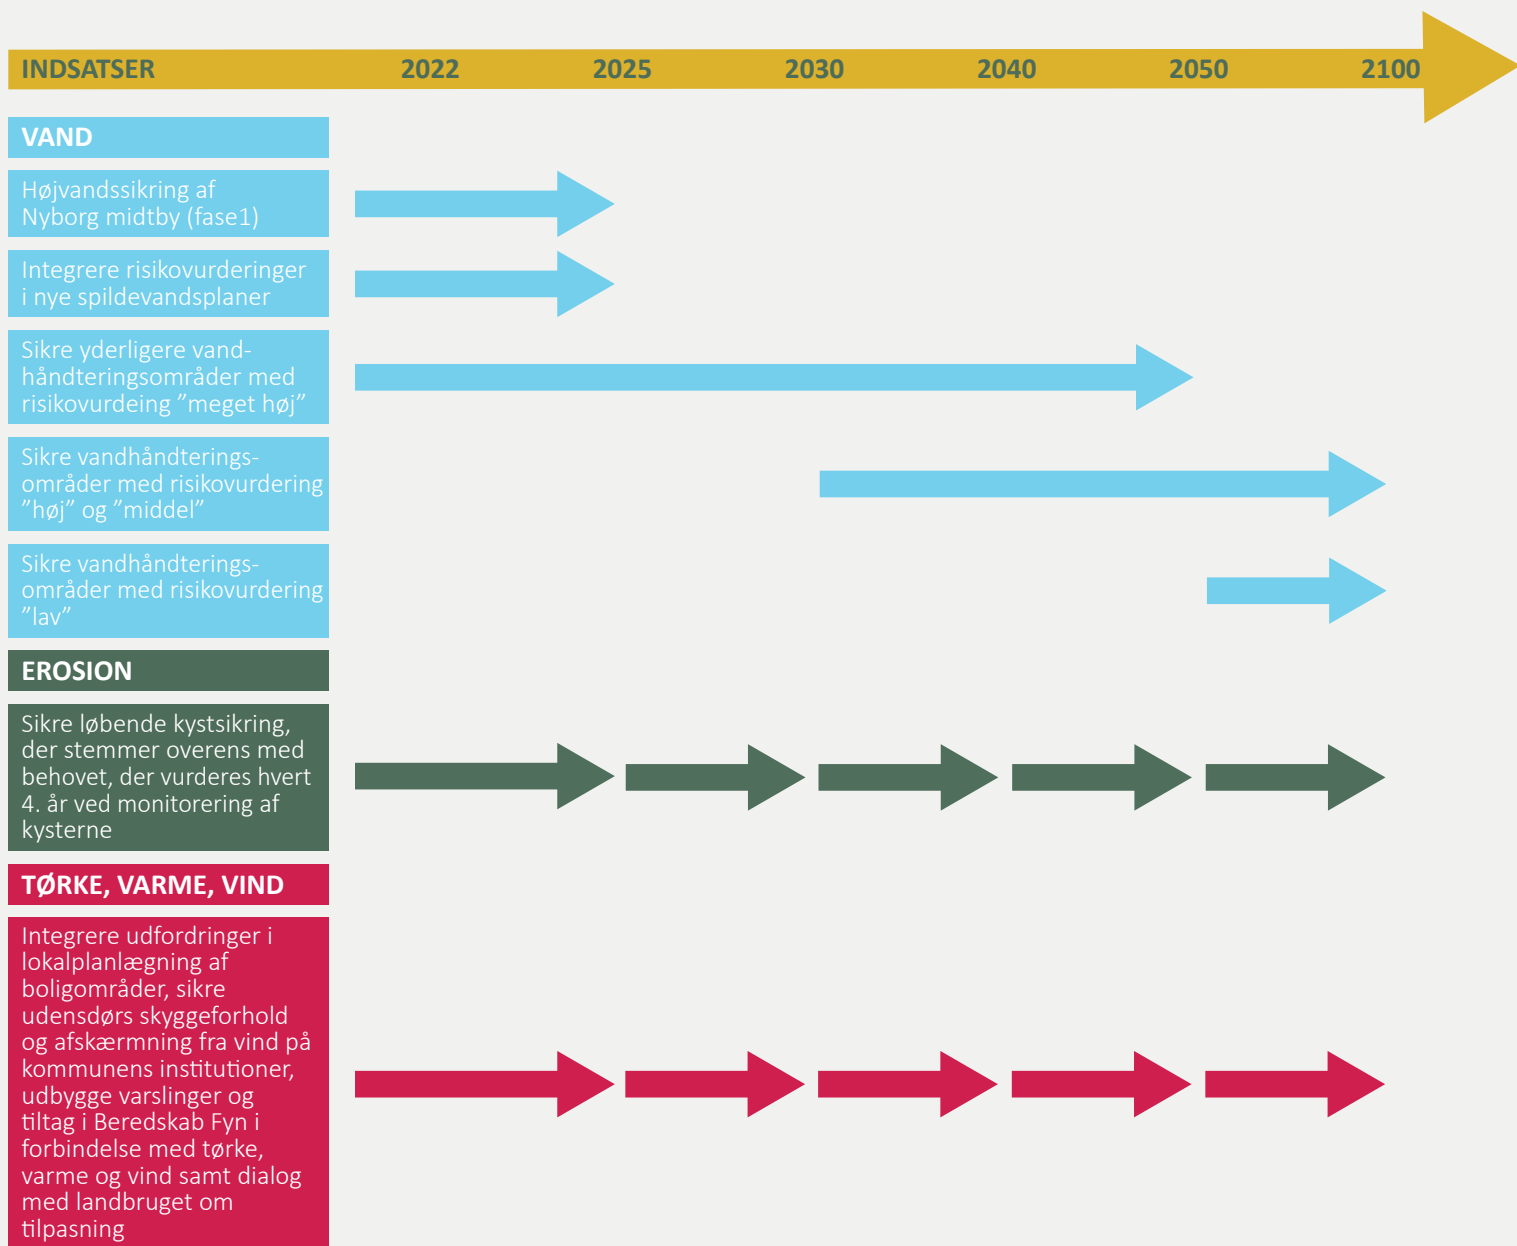 INDSATSER 2022 2025 2030 2040 2050 2100
VAND
Højvandssikring af
Nyborg midtby (fase1)
Integrere risikovurderinger
i nye spildevandsplaner
Sikre yderligere vand-
håndteringsområder med
risikovurdeing ”meget høj”
Sikre vandhåndterings-
områder med risikovurdering
”høj” og ”middel”
Sikre vandhåndterings-
områder med risikovurdering
”lav”
EROSION
Sikre løbende kystsikring,
der stemmer overens med
behovet, der vurderes hvert
4. år ved monitorering af
kysterne
TØRKE, VARME, VIND
Integrere udfordringer i
lokalplanlægning af
boligområder, sikre
udensdørs skyggeforhold
og afskærmning fra vind på
kommunens institutioner,
udbygge varslinger og
tiltag i Beredskab Fyn i
forbindelse med tørke,
varme og vind samt dialog
med landbruget om
tilpasning